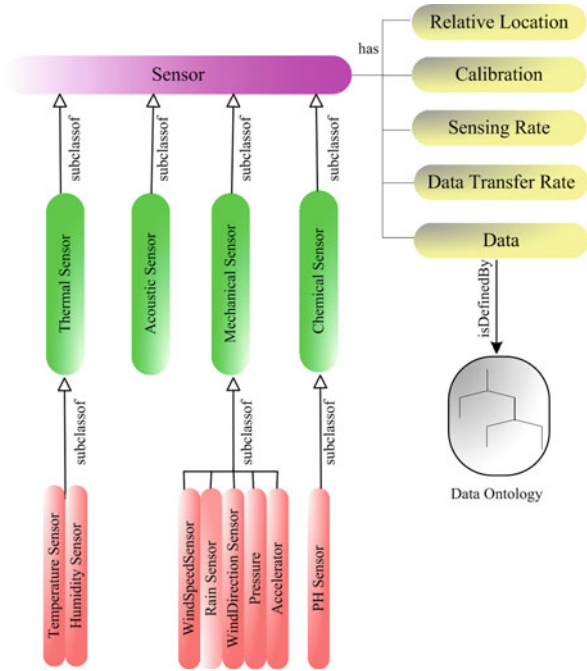 Relative Location
has
Sensor
Calibration
Sensing Rate
Data Transfer Rate
Data
subclassof
subclassof
subclassof
subclassof
Thermal Sensor
Acoustic Sensor
Mechanical Sensor
Chemical Sensor
isDefinedBy
Data Ontology
subclassof
subclassof
subclassof
Temperature Sensor
Humidity Sensor
WindSpeedSensor
Rain Sensor
WindDirection Sensor
Pressure
Accelerator
PH Sensor